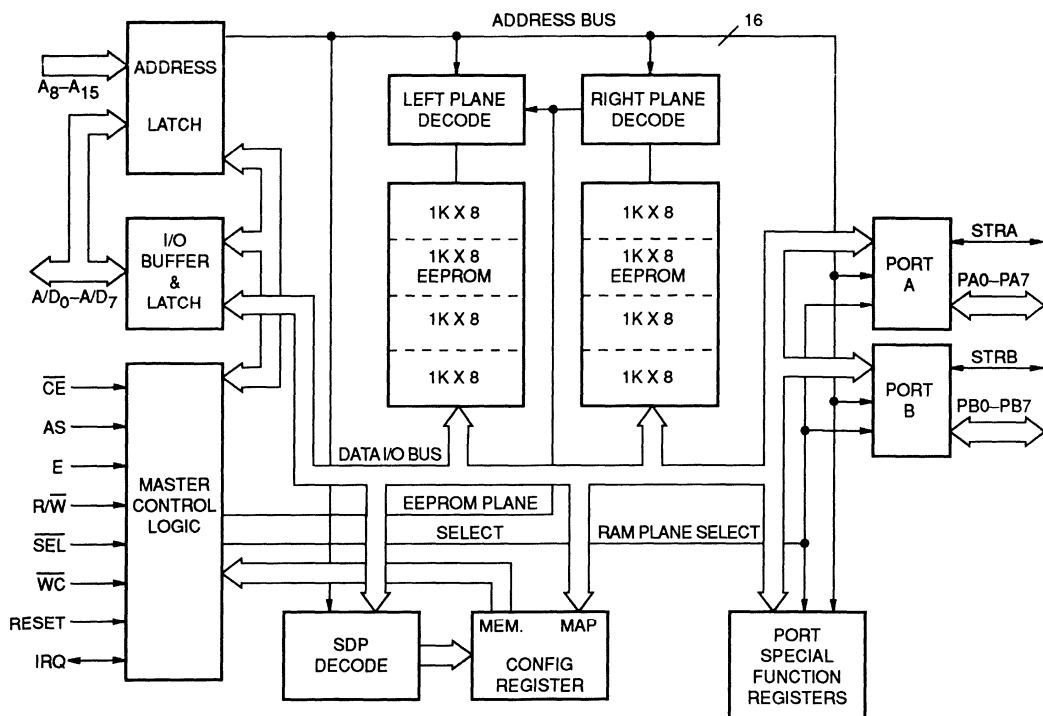 ADDRESS BUS
16
A8–A15
ADDRESS
LATCH
LEFT PLANE
DECODE
RIGHT PLANE
DECODE
I/O
BUFFER
&
LATCH
A/D0–A/D7
1K X 8
1K X 8
EEPROM
1K X 8
1K X 8
1K X 8
1K X 8
EEPROM
1K X 8
1K X 8
PORT
A
STRA
PA0–PA7
PORT
B
STRB
PB0–PB7
C̅E̅
AS
E
R/W̅
S̅E̅L̅
W̅C̅
RESET
IRQ
MASTER
CONTROL
LOGIC
DATA I/O BUS
EEPROM PLANE
SELECT
RAM PLANE SELECT
SDP
DECODE
MEM. MAP
CONFIG
REGISTER
PORT
SPECIAL
FUNCTION
REGISTERS